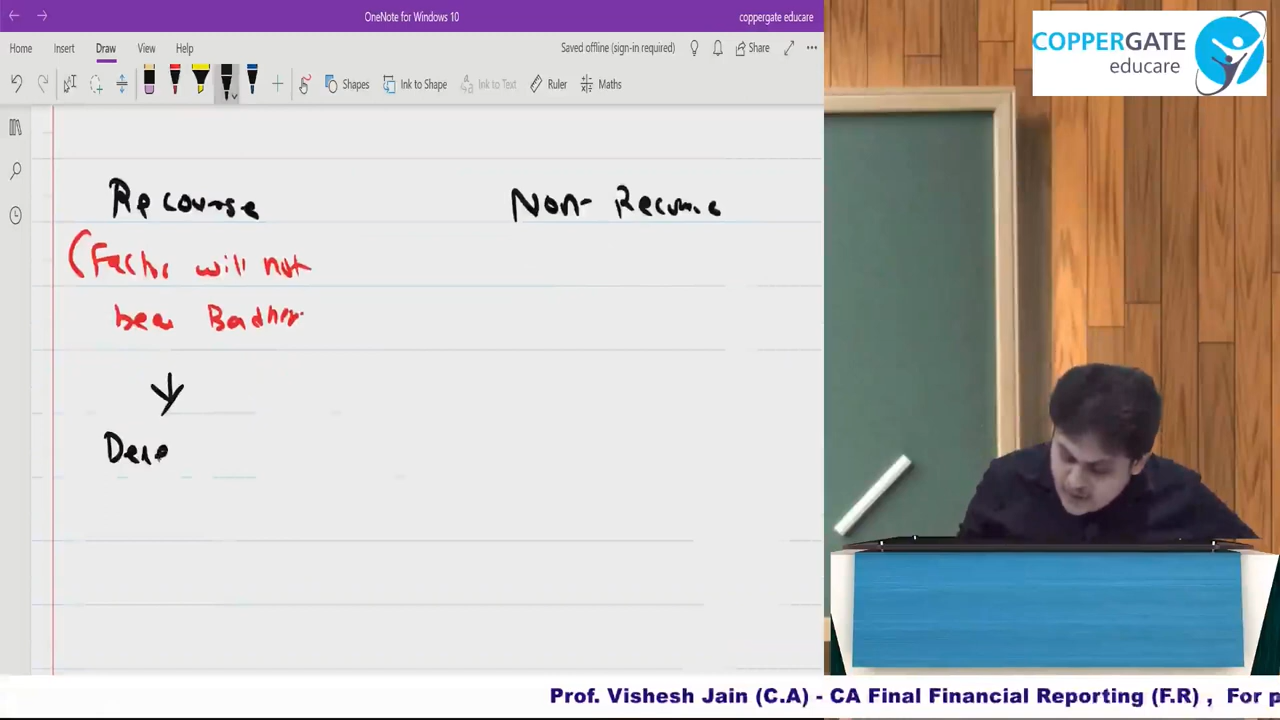 OneNote for Windows 10
coppergate educare
Home Insert Draw View Help
Saved offline (sign-in required)
Share
Shapes
Ink to Shape
Ink to Text
Ruler
Maths
COPPERGATE
educare
Recourse
Non-Recourse
(Factor will not
bear Baddebts
Dere
Prof. Vishesh Jain (C.A) - CA Final Financial Reporting (F.R) , For p